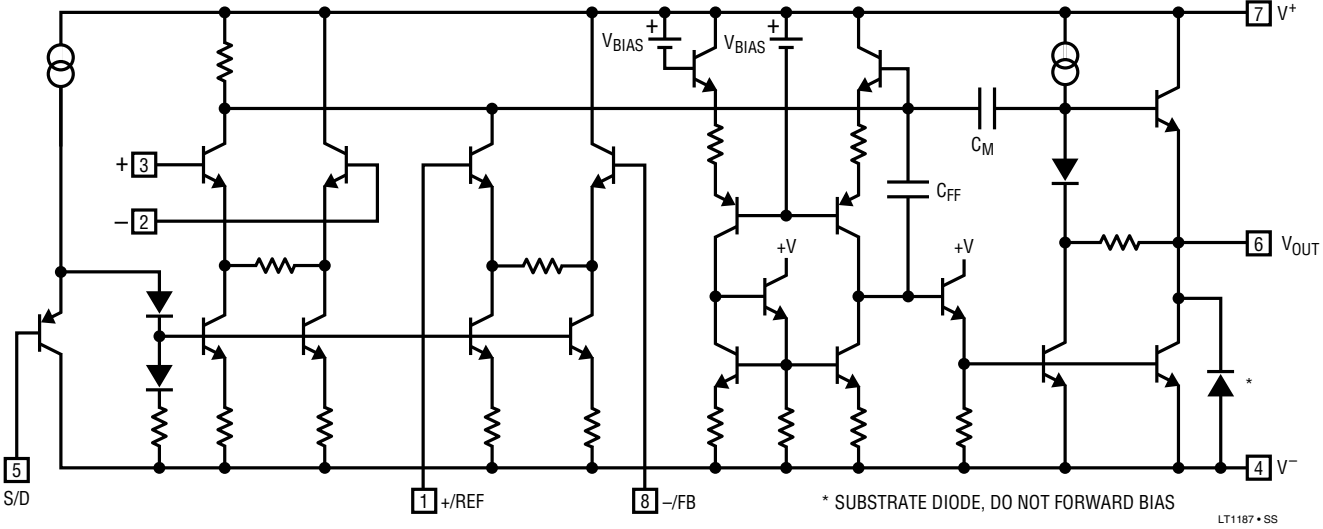 7 V+
VBIAS + VBIAS +
+ 3
CM
− 2
CFF
+V +V
6 VOUT
*
5
S/D
4 V−
1 +/REF
8 −/FB
* SUBSTRATE DIODE, DO NOT FORWARD BIAS
LT1187 • SS